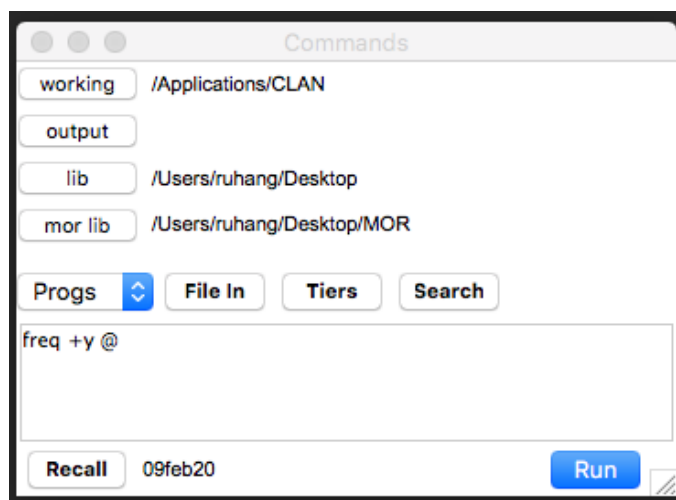 Commands
working /Applications/CLAN
output
lib /Users/ruhang/Desktop
mor lib /Users/ruhang/Desktop/MOR
Progs File In Tiers Search
freq +y @
Recall 09feb20 Run